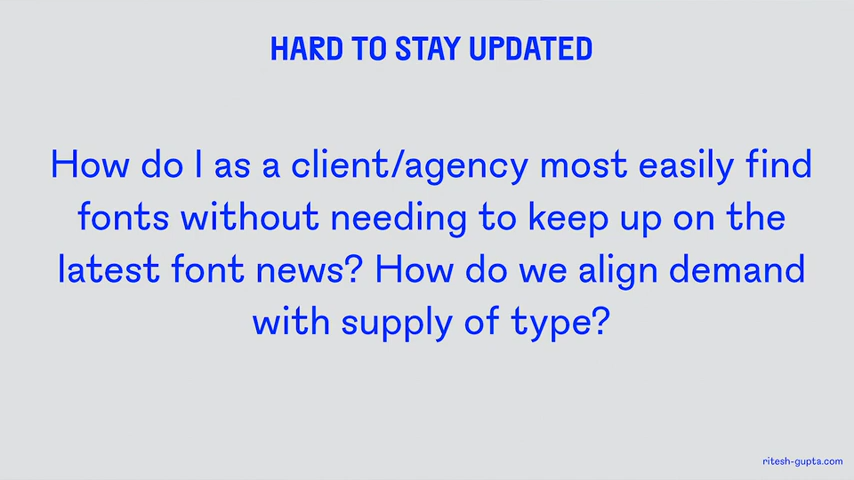 HARD TO STAY UPDATED
How do I as a client/agency most easily find
fonts without needing to keep up on the
latest font news? How do we align demand
with supply of type?
ritesh-gupta.com